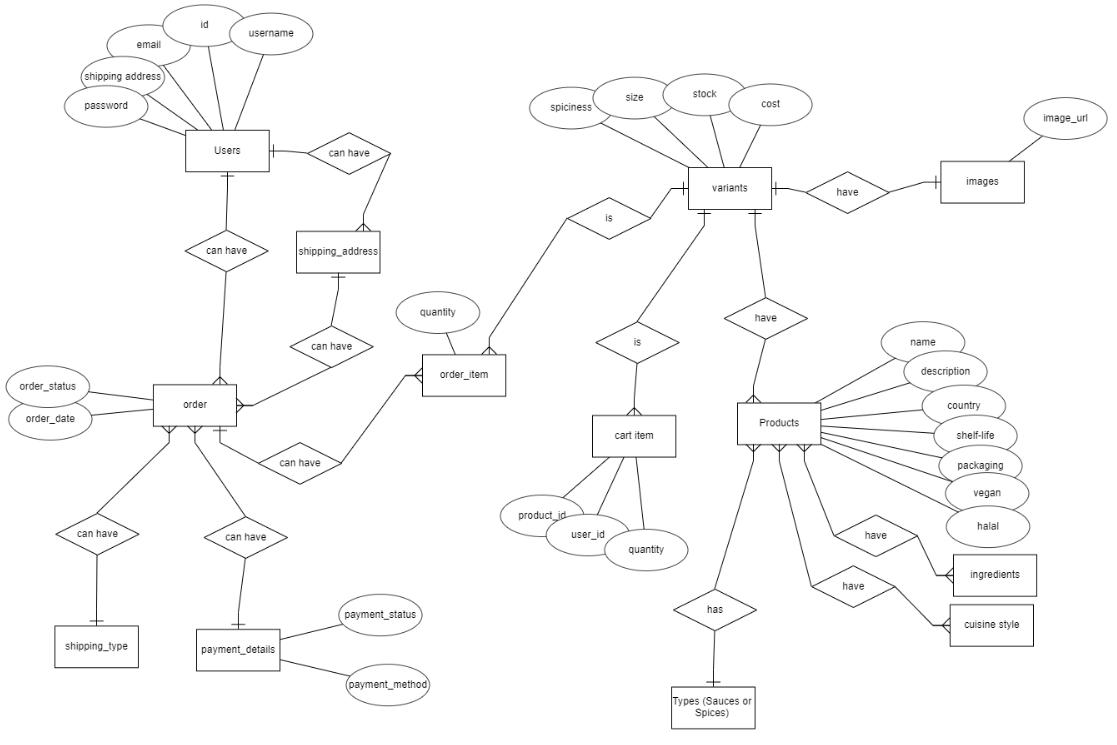 id
username
email
shipping address
password
Users
can have
can have
shipping_address
can have
order_status
order_date
order
can have
can have
can have
shipping_type
payment_details
payment_status
payment_method
quantity
order_item
is
spiciness
size
stock
cost
variants
have
images
image_url
is
have
cart item
product_id
user_id
quantity
Products
name
description
country
shelf-life
packaging
vegan
halal
have
ingredients
have
cuisine style
has
Types (Sauces or
Spices)